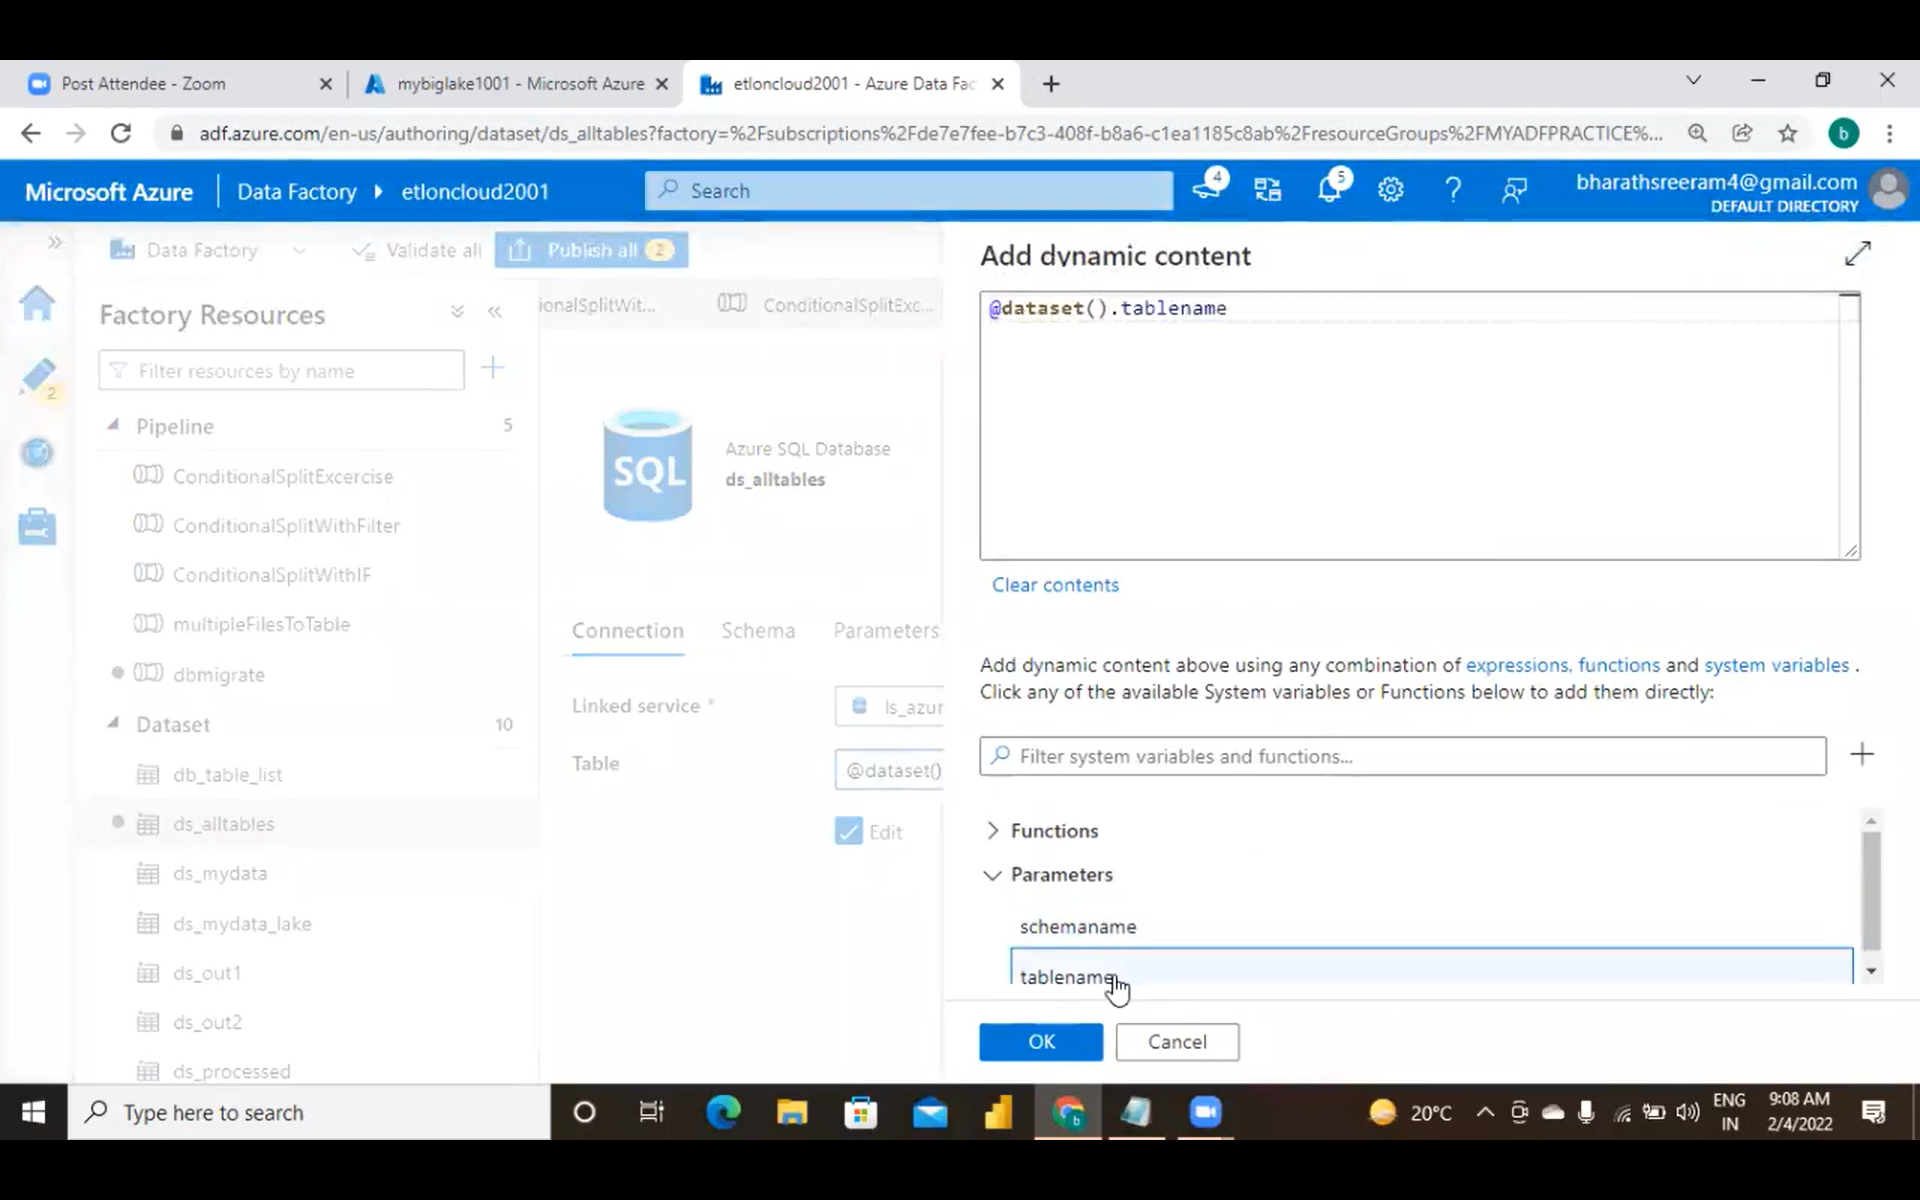 Post Attendee - Zoom
mybiglake1001 - Microsoft Azure
etloncloud2001 - Azure Data Fac
adf.azure.com/en-us/authoring/dataset/ds_alltables?factory=%2Fsubscriptions%2Fde7e7fee-b7c3-408f-b8a6-c1ea1185c8ab%2FresourceGroups%2FMYADFPRACTICE%...
b
Microsoft Azure
Data Factory
etloncloud2001
Search
4
5
bharathsreeram4@gmail.com
DEFAULT DIRECTORY
Data Factory
Validate all
Publish all 2
Factory Resources
Filter resources by name
2
Pipeline 5
ConditionalSplitExcercise
ConditionalSplitWithFilter
ConditionalSplitWithIF
multipleFilesToTable
dbmigrate
Dataset 10
db_table_list
ds_alltables
ds_mydata
ds_mydata_lake
ds_out1
ds_out2
ds_processed
ionalSplitWit...
ConditionalSplitExc...
SQL
Azure SQL Database
ds_alltables
Connection Schema Parameters
Linked service *
ls_azur
Table
@dataset()
Edit
Add dynamic content
@dataset().tablename
Clear contents
Add dynamic content above using any combination of expressions, functions and system variables .
Click any of the available System variables or Functions below to add them directly:
Filter system variables and functions...
Functions
Parameters
schemaname
tablename
OK
Cancel
Type here to search
b
20°C
ENG
IN
9:08 AM
2/4/2022